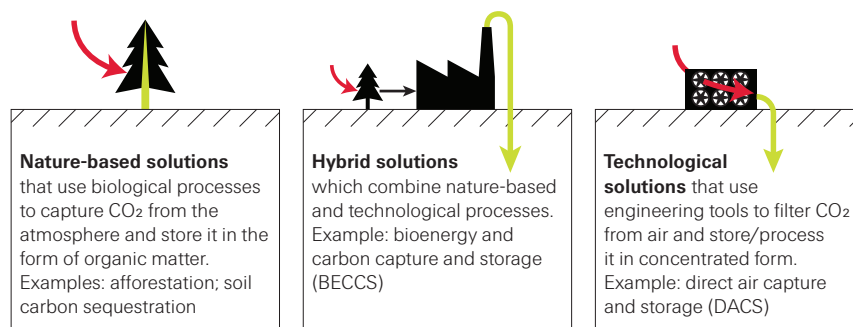 Nature-based solutions
that use biological processes
to capture CO₂ from the
atmosphere and store it in the
form of organic matter.
Examples: afforestation; soil
carbon sequestration
Hybrid solutions
which combine nature-based
and technological processes.
Example: bioenergy and
carbon capture and storage
(BECCS)
Technological
solutions that use
engineering tools to filter CO₂
from air and store/process
it in concentrated form.
Example: direct air capture
and storage (DACS)